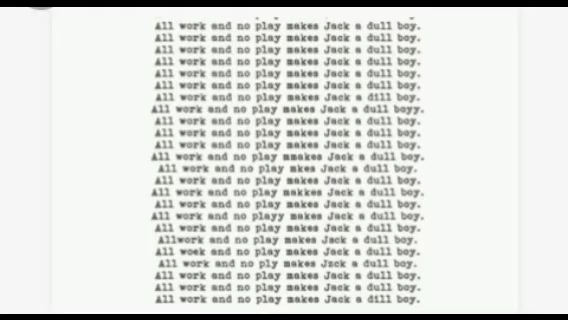 All work and no play makes Jack a dull boy.
All work and no play makes Jack a dull boy.
All work and no play makes Jack a dull boy.
All work and no play makes Jack a dull boy.
All work and no play makes Jack a dull boy.
All work and no play makes Jack a dull boy.
All work and no play makes Jack a dill boy.
All work and no play makes Jack a dull boyy.
All work and no play makes Jack a dull boy.
All work and no play makes Jack a dull boy.
All work and no play makes Jack a dull boy.
All work and no play mmakes Jack a dull boy.
All work and no play mkes Jack a dull boy.
All work and no play makes Jack a dull boy.
All work and no play makkes Jack a dull boy.
All work and no play makes Jack a dull boy.
All work and no playy makes Jack a dull boy.
All work and no play makes Jack a dull boy.
Allwork and no play makes Jsck a dull boy.
All woek and no play makes Jack a dull boy.
All work and no ply makes Jzck a dull boy.
All work and no play makes Jack a dull boy.
All work and no play makes Jack a dull boy.
All work and no play makes Jack a dill boy.